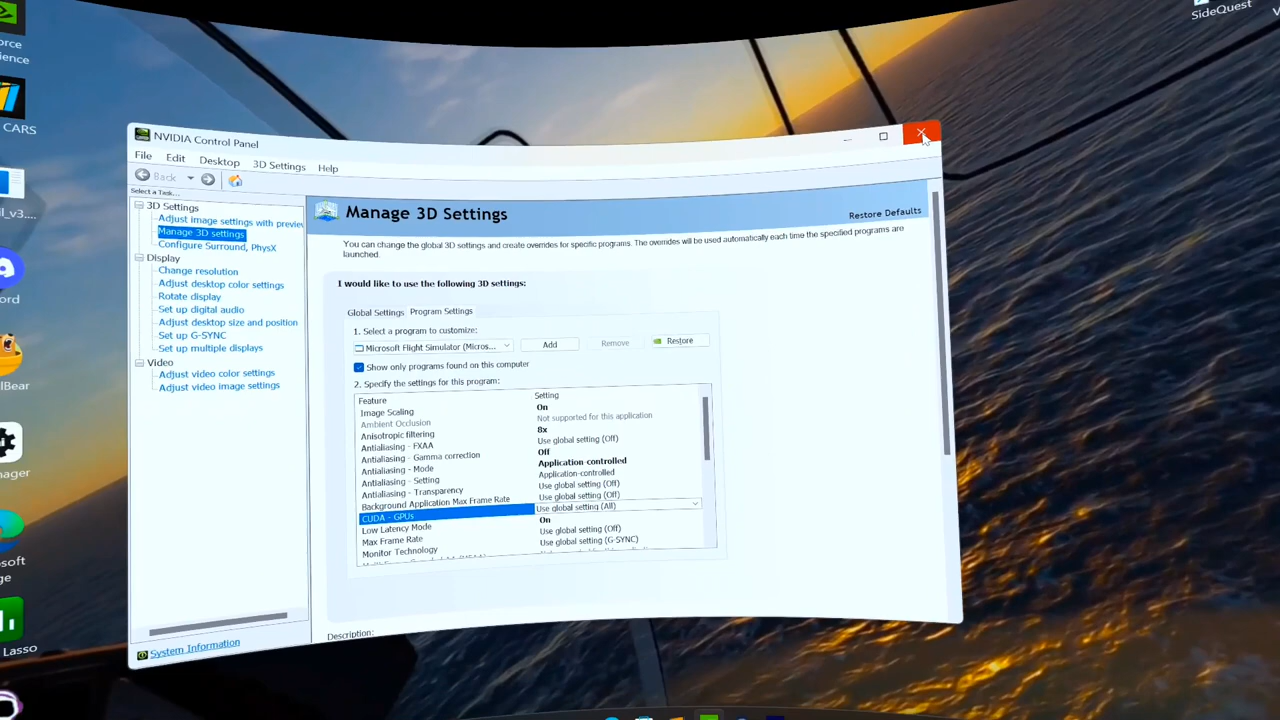 SideQuest
orce
ience
CARS
ll_v3....
ord
lBear
nager
osoft
ge
Lasso
NVIDIA Control Panel
File Edit Desktop 3D Settings Help
Back
Select a Task...
3D Settings
Adjust image settings with preview
Manage 3D settings
Configure Surround, PhysX
Display
Change resolution
Adjust desktop color settings
Rotate display
Set up digital audio
Adjust desktop size and position
Set up G-SYNC
Set up multiple displays
Video
Adjust video color settings
Adjust video image settings
System Information
Manage 3D Settings
Restore Defaults
You can change the global 3D settings and create overrides for specific programs. The overrides will be used automatically each time the specified programs are
launched.
I would like to use the following 3D settings:
Global Settings Program Settings
1. Select a program to customize:
Microsoft Flight Simulator (Micros... Add Remove Restore
Show only programs found on this computer
2. Specify the settings for this program:
Feature Setting
Image Scaling On
Ambient Occlusion Not supported for this application
Anisotropic filtering 8x
Antialiasing - FXAA Use global setting (Off)
Antialiasing - Gamma correction Off
Antialiasing - Mode Application-controlled
Antialiasing - Setting Application-controlled
Antialiasing - Transparency Use global setting (Off)
Background Application Max Frame Rate Use global setting (Off)
CUDA - GPUs Use global setting (All)
Low Latency Mode On
Max Frame Rate Use global setting (Off)
Monitor Technology Use global setting (G-SYNC)
Description: